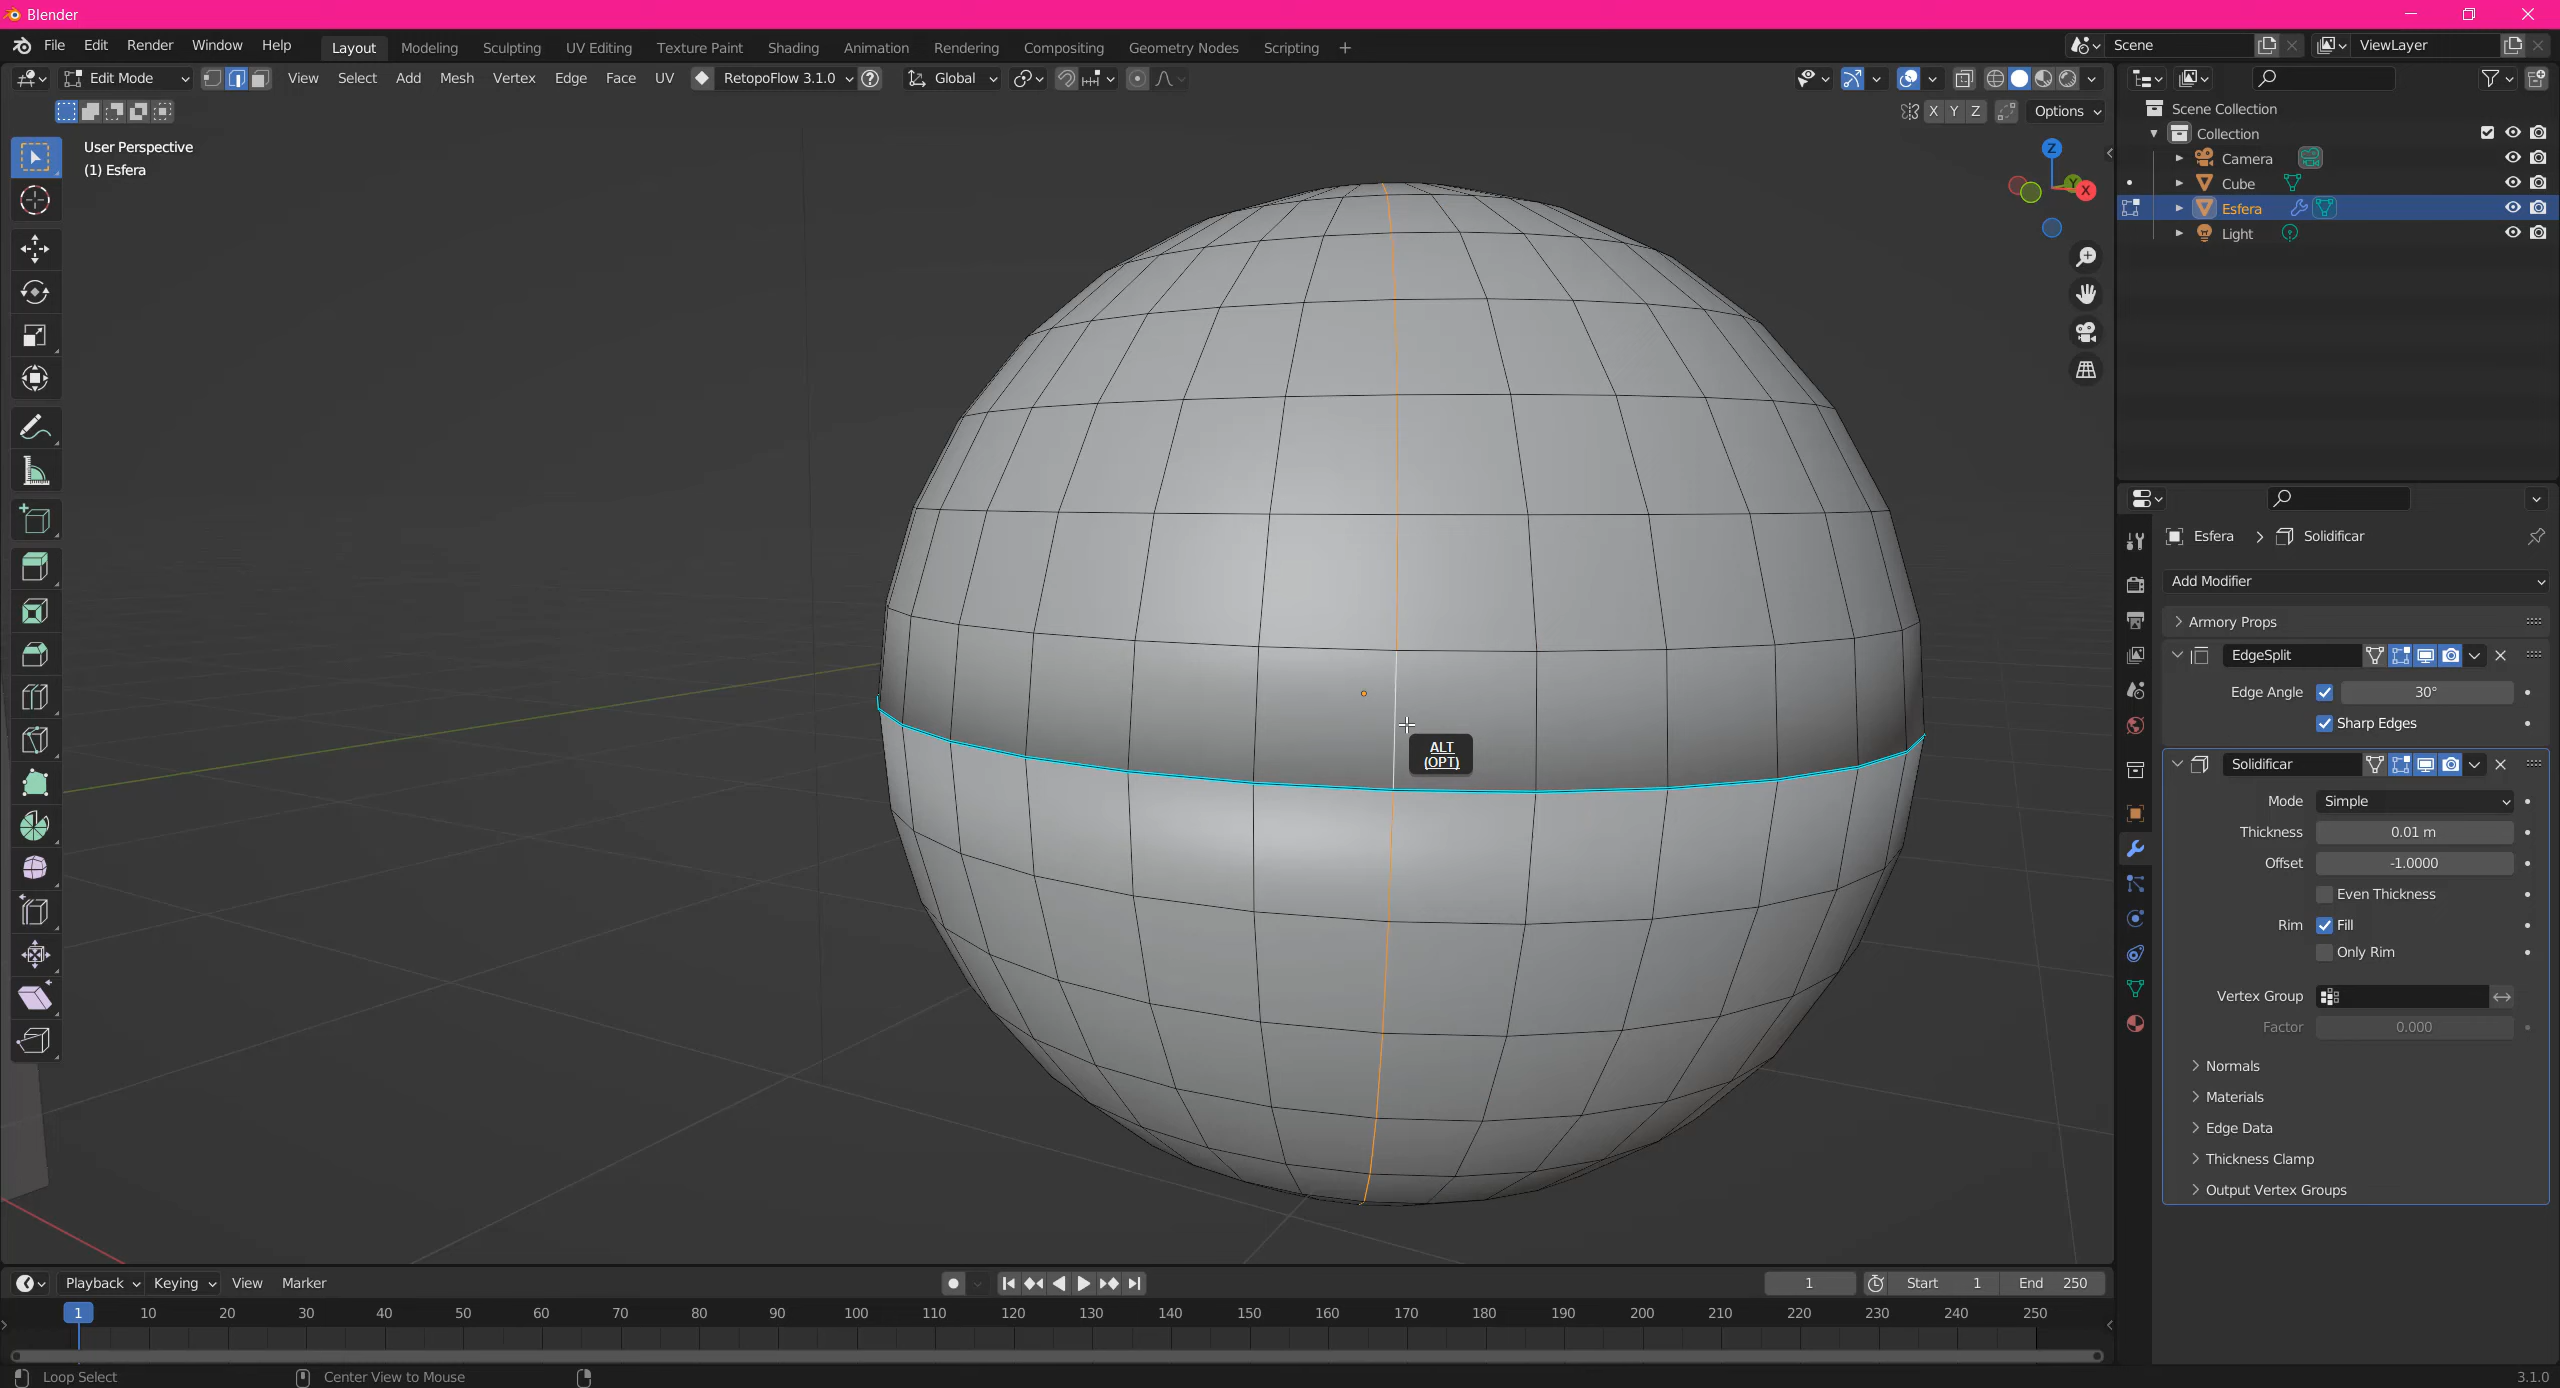 Blender
File Edit Render Window Help Layout Modeling Sculpting UV Editing Texture Paint Shading Animation Rendering Compositing Geometry Nodes Scripting + Scene ViewLayer
Edit Mode View Select Add Mesh Vertex Edge Face UV RetopoFlow 3.1.0 Global
X Y Z Options
User Perspective
(1) Esfera
Z
Y
X
ALT
(OPT)
Scene Collection
Collection
Camera
Cube
Esfera
Light
Esfera > Solidificar
Add Modifier
Armory Props
EdgeSplit
Edge Angle 30°
Sharp Edges
Solidificar
Mode Simple
Thickness 0.01 m
Offset -1.0000
Even Thickness
Rim Fill
Only Rim
Vertex Group
Factor 0.000
Normals
Materials
Edge Data
Thickness Clamp
Output Vertex Groups
Playback Keying View Marker 1 Start 1 End 250
1 10 20 30 40 50 60 70 80 90 100 110 120 130 140 150 160 170 180 190 200 210 220 230 240 250
Loop Select Center View to Mouse 3.1.0